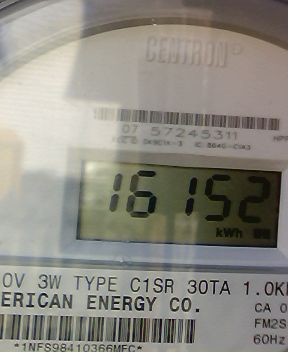 CENTRON
07 57245311
16152
kWh
0V 3W TYPE C1SR 30TA 1.0K
ERICAN ENERGY CO.
CA 0
FM2S
60Hz
*1NFS98410366MFC*